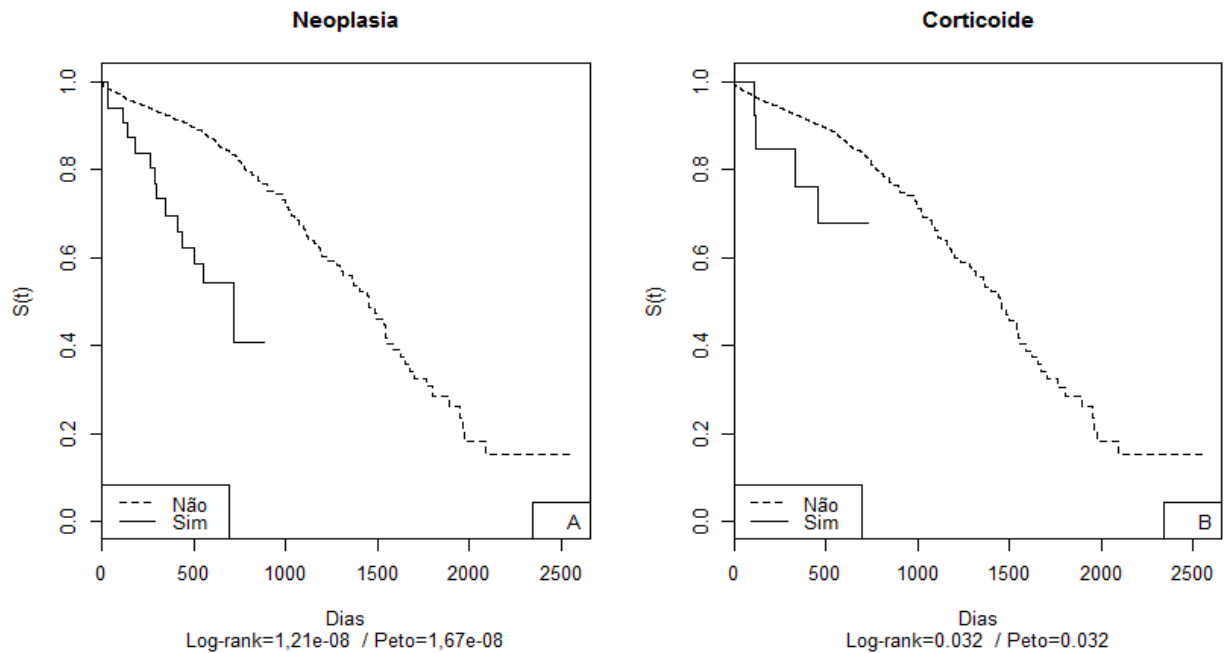 Neoplasia
S(t)
1.0
0.8
0.6
0.4
0.2
0.0
Não
Sim
A
0 500 1000 1500 2000 2500
Dias
Log-rank=1,21e-08 / Peto=1,67e-08
Corticoide
S(t)
1.0
0.8
0.6
0.4
0.2
0.0
Não
Sim
B
0 500 1000 1500 2000 2500
Dias
Log-rank=0.032 / Peto=0.032